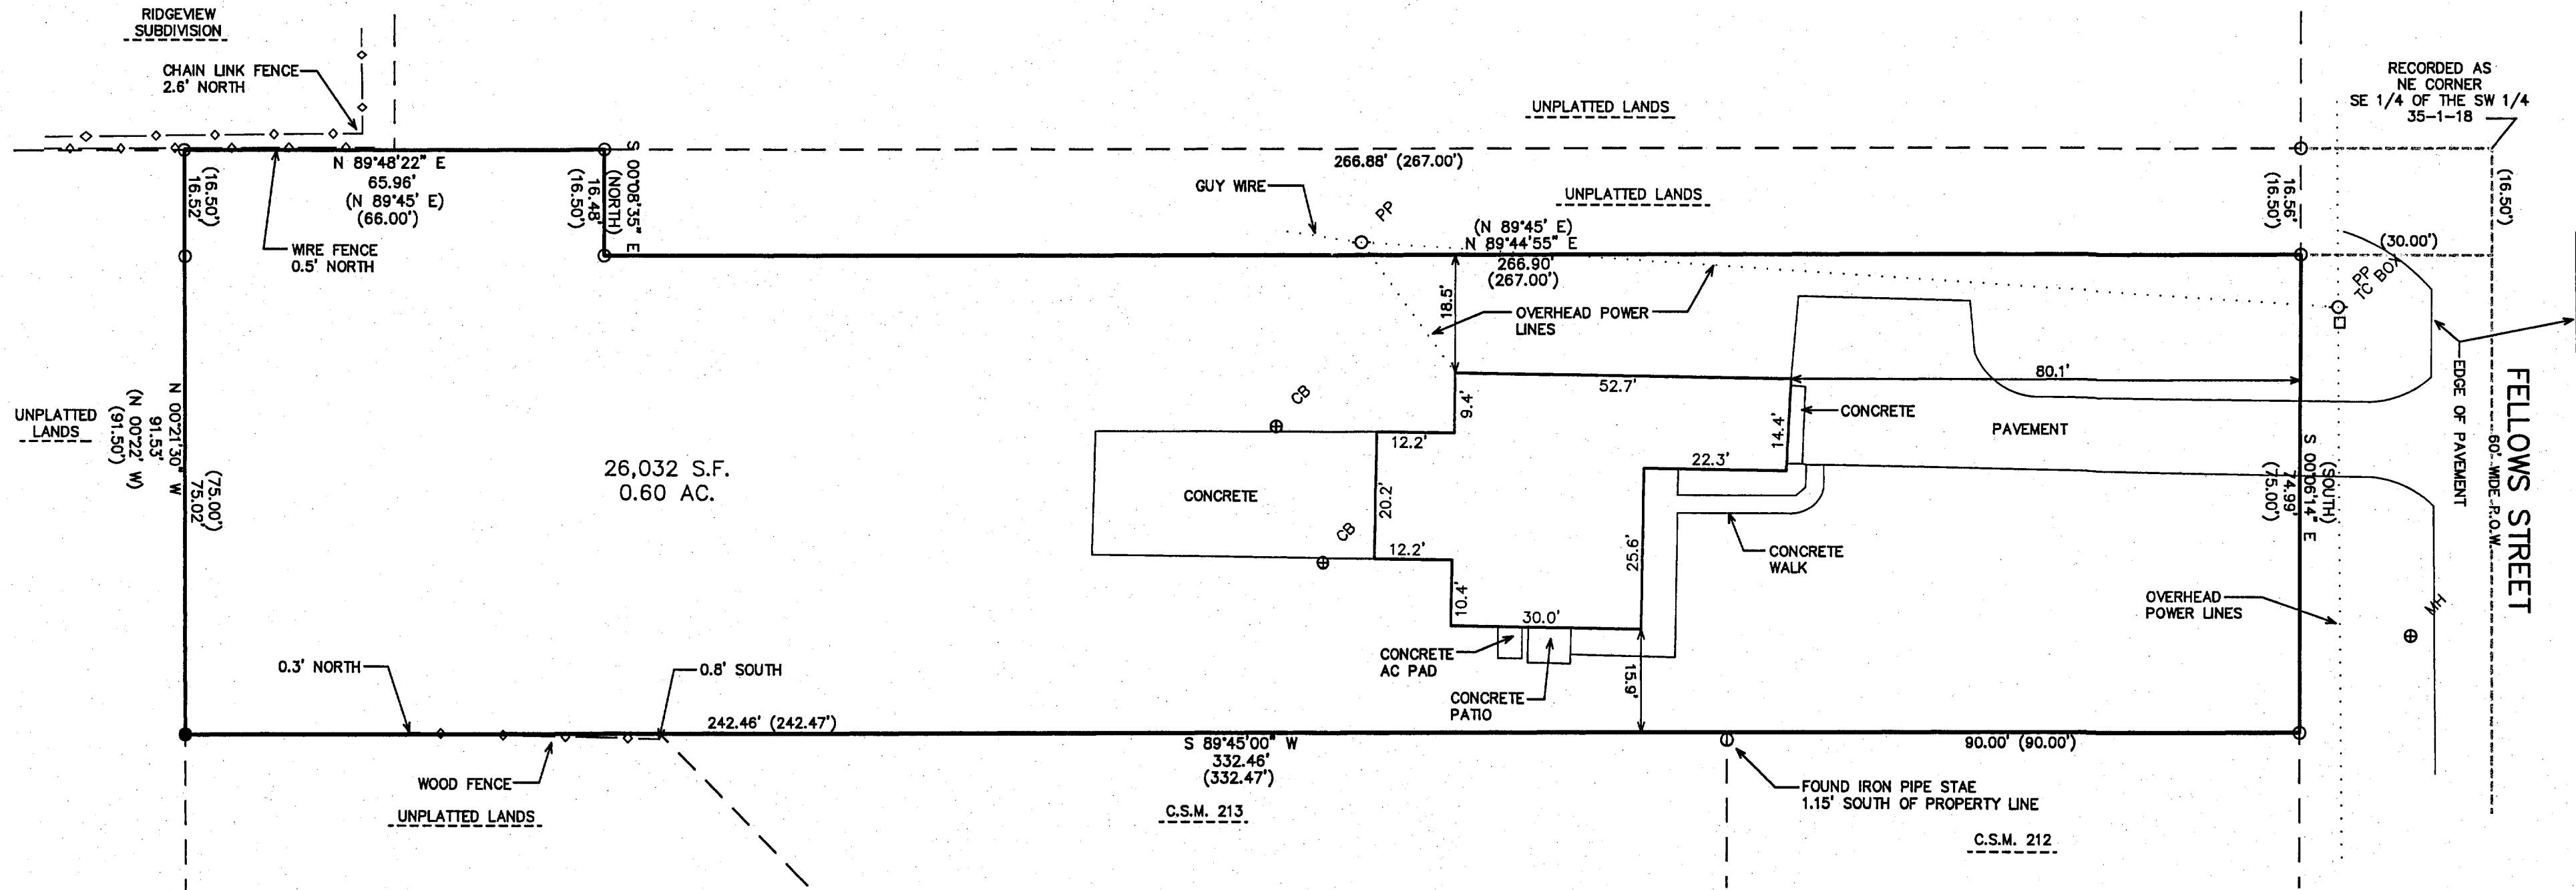 RIDGEVIEW
SUBDIVISION
CHAIN LINK FENCE
2.6' NORTH
N 89°48'22" E
65.96'
(N 89°45' E)
(66.00')
WIRE FENCE
0.5' NORTH
(16.50')
16.52'
S 00°08'35" E
(NORTH)
16.48'
(16.50')
UNPLATTED LANDS
266.88' (267.00')
GUY WIRE
PP
UNPLATTED LANDS
(N 89°45' E)
N 89°44'55" E
266.90'
(267.00')
18.5'
OVERHEAD POWER
LINES
RECORDED AS
NE CORNER
SE 1/4 OF THE SW 1/4
35-1-18
16.56'
(16.50')
(16.50')
(30.00')
PP
TC BOX
EDGE OF PAVEMENT
FELLOWS STREET
60' WIDE R.O.W.
UNPLATTED
LANDS
N 00°21'30" W
91.53'
(N 00°22' W)
(91.50')
(75.00')
75.02'
26,032 S.F.
0.60 AC.
CB
CB
CONCRETE
12.2'
20.2'
12.2'
9.4'
52.7'
80.1'
14.4'
CONCRETE
PAVEMENT
22.3'
25.6'
10.4'
30.0'
15.9'
CONCRETE
WALK
CONCRETE
AC PAD
CONCRETE
PATIO
(SOUTH)
S 00°06'14" E
74.99'
(75.00')
OVERHEAD
POWER LINES
MH
0.3' NORTH
0.8' SOUTH
242.46' (242.47')
S 89°45'00" W
332.46'
(332.47')
90.00' (90.00')
WOOD FENCE
UNPLATTED LANDS
C.S.M. 213
FOUND IRON PIPE STAE
1.15' SOUTH OF PROPERTY LINE
C.S.M. 212